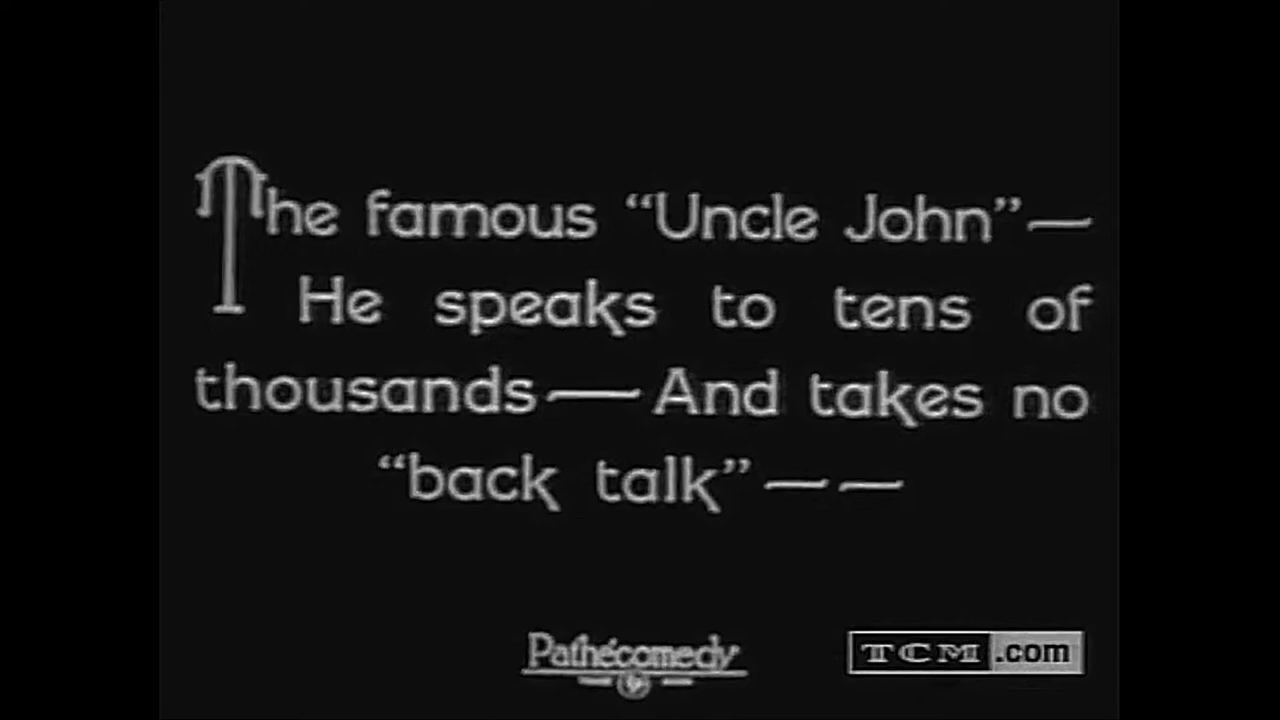 The famous “Uncle John”—
He speaks to tens of
thousands— And takes no
“back talk”— —
Pathécomedy
TCM.com